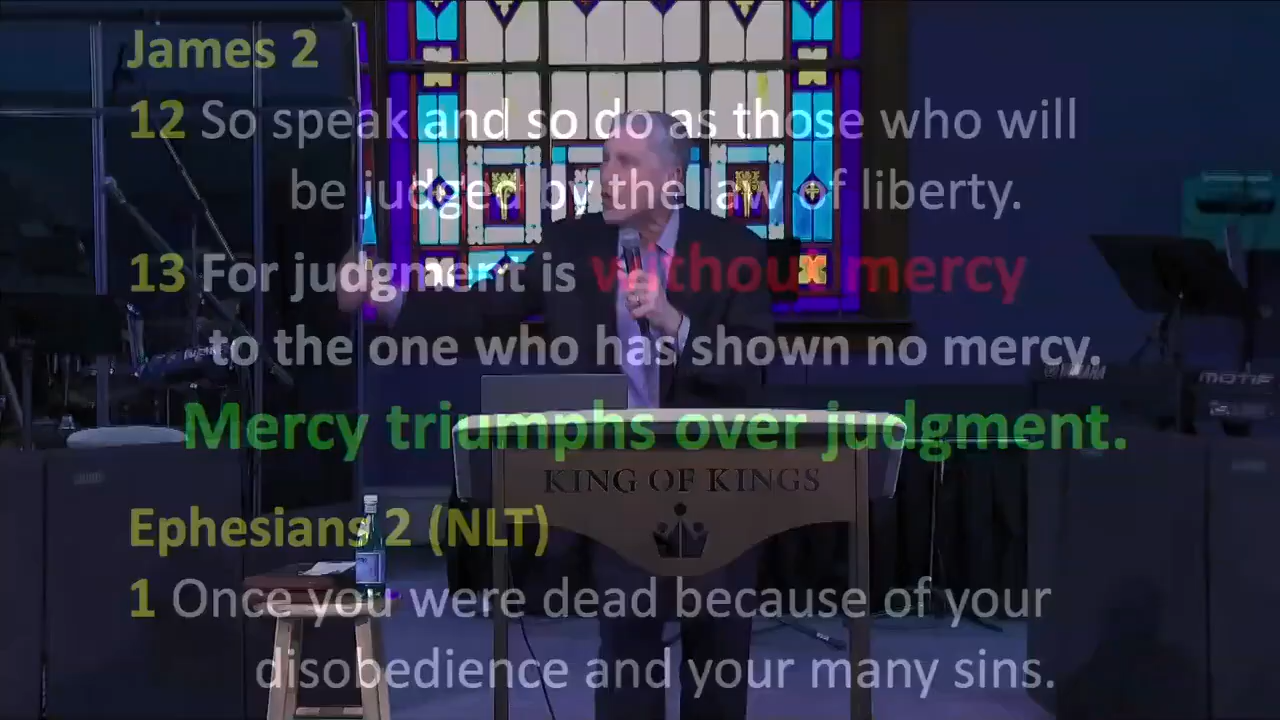 James 2
12 So speak and so do as those who will
be judged by the law of liberty.
13 For judgment is without mercy
to the one who has shown no mercy.
Mercy triumphs over judgment.
KING OF KINGS
Ephesians 2 (NLT)
1 Once you were dead because of your
disobedience and your many sins.
YAMAHA
MOTIF